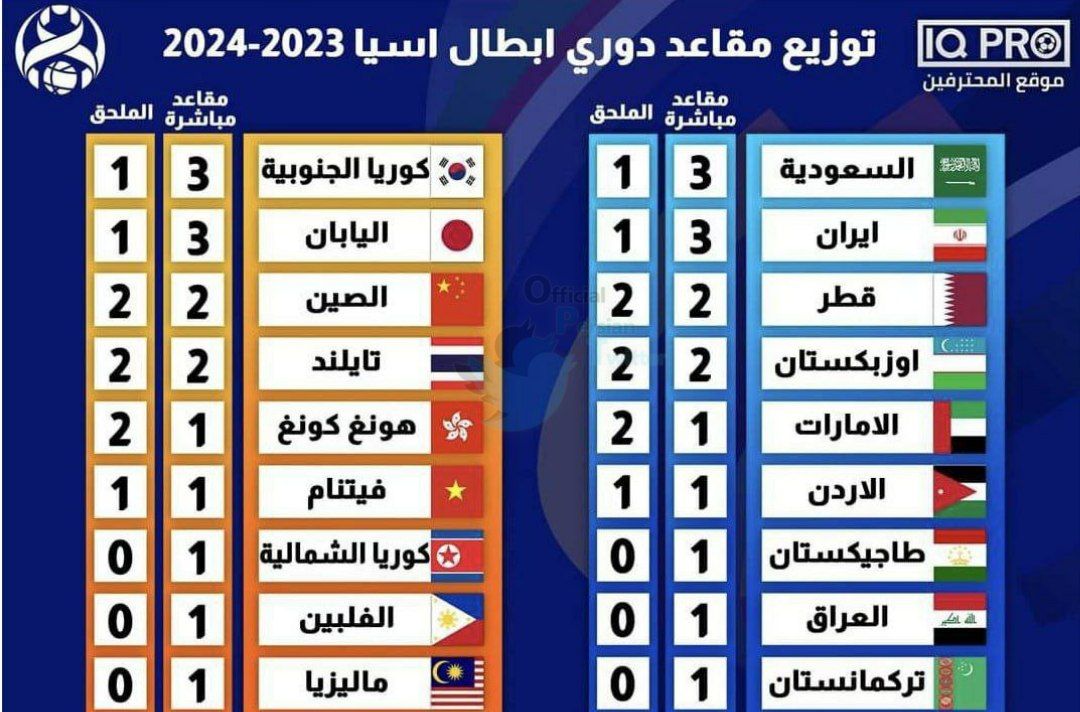 توزيع مقاعد دوري ابطال اسيا 2023-2024
IQ PRO
موقع المحترفين
مقاعد مباشرة
الملحق
السعودية 3 1
ايران 3 1
قطر 2 2
اوزبكستان 2 2
الامارات 1 2
الاردن 1 1
طاجيكستان 1 0
العراق 1 0
تركمانستان 1 0
مقاعد مباشرة
الملحق
كوريا الجنوبية 3 1
اليابان 3 1
الصين 2 2
تايلند 2 2
هونغ كونغ 1 2
فيتنام 1 1
كوريا الشمالية 1 0
الفلبين 1 0
ماليزيا 1 0
Official
Persian
Twitter